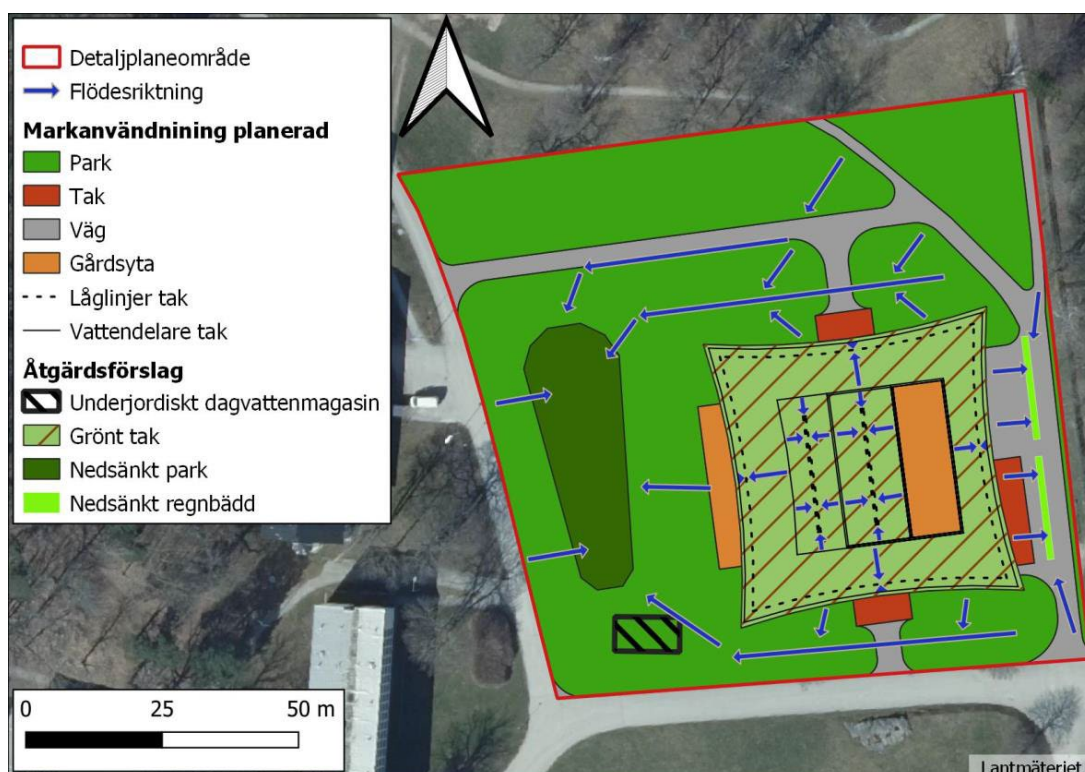 Detaljplaneområde
Flödesriktning
Markanvändnining planerad
Park
Tak
Väg
Gårdsyta
Låglinjer tak
Vattendelare tak
Åtgärdsförslag
Underjordiskt dagvattenmagasin
Grönt tak
Nedsänkt park
Nedsänkt regnbädd
0 25 50 m
Lantmäteriet